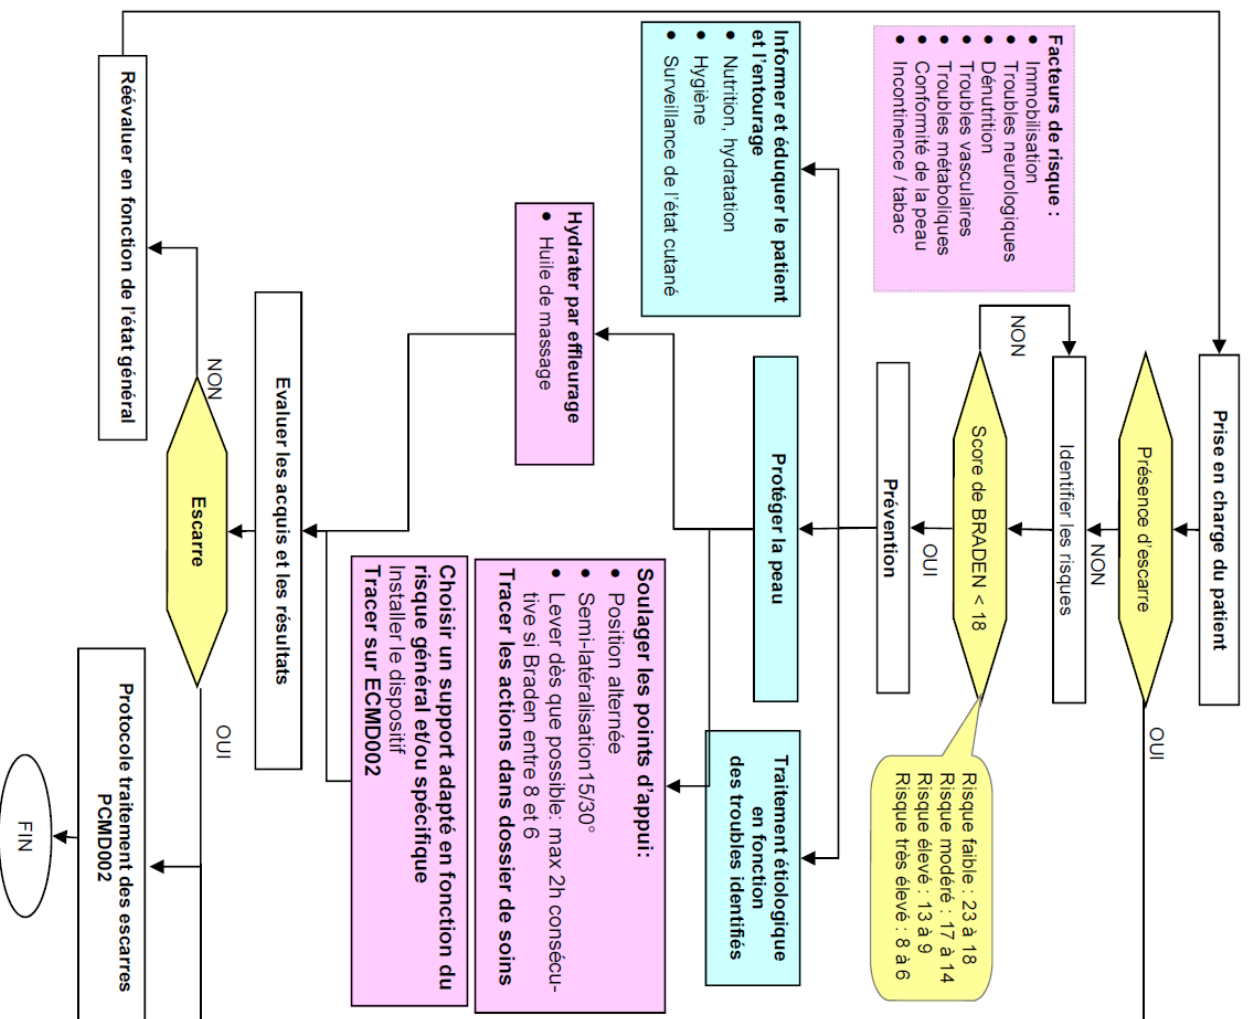 Prise en charge du patient
Présence d'escarre
OUI
NON
Facteurs de risque :
• Immobilisation
• Troubles neurologiques
• Dénutrition
• Troubles vasculaires
• Troubles métaboliques
• Conformité de la peau
• Incontinence / tabac
Identifier les risques
NON
Score de BRADEN < 18
OUI
Risque faible : 23 à 18
Risque modéré : 17 à 14
Risque élevé : 13 à 9
Risque très élevé : 8 à 6
Prévention
Informer et éduquer le patient
et l'entourage
• Nutrition, hydratation
• Hygiène
• Surveillance de l'état cutané
Protéger la peau
Traitement étiologique
en fonction
des troubles identifiés
Hydrater par effleurage
• Huile de massage
Soulager les points d'appui:
• Position alternée
• Semi-latéralisation15/30°
• Lever dès que possible: max 2h consécu-
tive si Braden entre 8 et 6
Tracer les actions dans dossier de soins
Choisir un support adapté en fonction du
risque général et/ou spécifique
Installer le dispositif
Tracer sur ECMD002
Evaluer les acquis et les résultats
NON
Escarre
OUI
Réévaluer en fonction de l'état général
Protocole traitement des escarres
PCMD002
FIN